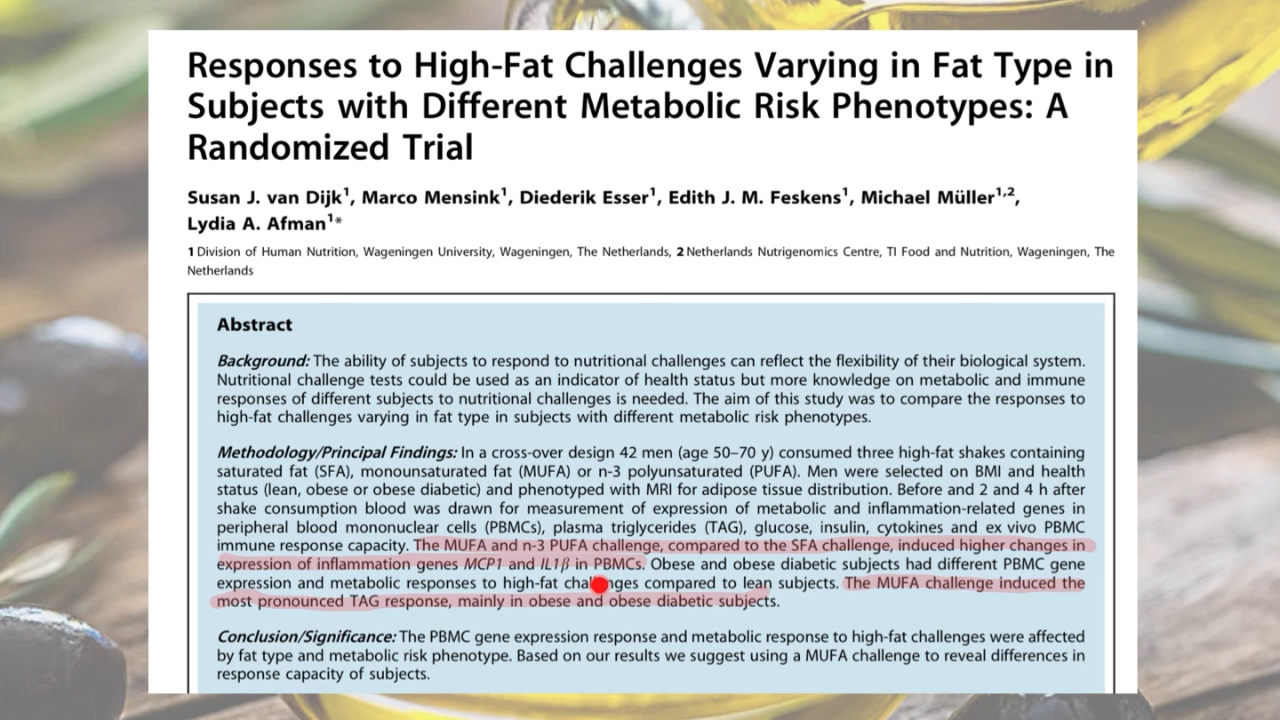 Responses to High-Fat Challenges Varying in Fat Type in
Subjects with Different Metabolic Risk Phenotypes: A
Randomized Trial
Susan J. van Dijk1, Marco Mensink1, Diederik Esser1, Edith J. M. Feskens1, Michael Müller1,2,
Lydia A. Afman1*
1 Division of Human Nutrition, Wageningen University, Wageningen, The Netherlands, 2 Netherlands Nutrigenomics Centre, TI Food and Nutrition, Wageningen, The
Netherlands
Abstract
Background: The ability of subjects to respond to nutritional challenges can reflect the flexibility of their biological system.
Nutritional challenge tests could be used as an indicator of health status but more knowledge on metabolic and immune
responses of different subjects to nutritional challenges is needed. The aim of this study was to compare the responses to
high-fat challenges varying in fat type in subjects with different metabolic risk phenotypes.
Methodology/Principal Findings: In a cross-over design 42 men (age 50–70 y) consumed three high-fat shakes containing
saturated fat (SFA), monounsaturated fat (MUFA) or n-3 polyunsaturated (PUFA). Men were selected on BMI and health
status (lean, obese or obese diabetic) and phenotyped with MRI for adipose tissue distribution. Before and 2 and 4 h after
shake consumption blood was drawn for measurement of expression of metabolic and inflammation-related genes in
peripheral blood mononuclear cells (PBMCs), plasma triglycerides (TAG), glucose, insulin, cytokines and ex vivo PBMC
immune response capacity. The MUFA and n-3 PUFA challenge, compared to the SFA challenge, induced higher changes in
expression of inflammation genes MCP1 and IL1β in PBMCs. Obese and obese diabetic subjects had different PBMC gene
expression and metabolic responses to high-fat challenges compared to lean subjects. The MUFA challenge induced the
most pronounced TAG response, mainly in obese and obese diabetic subjects.
Conclusion/Significance: The PBMC gene expression response and metabolic response to high-fat challenges were affected
by fat type and metabolic risk phenotype. Based on our results we suggest using a MUFA challenge to reveal differences in
response capacity of subjects.